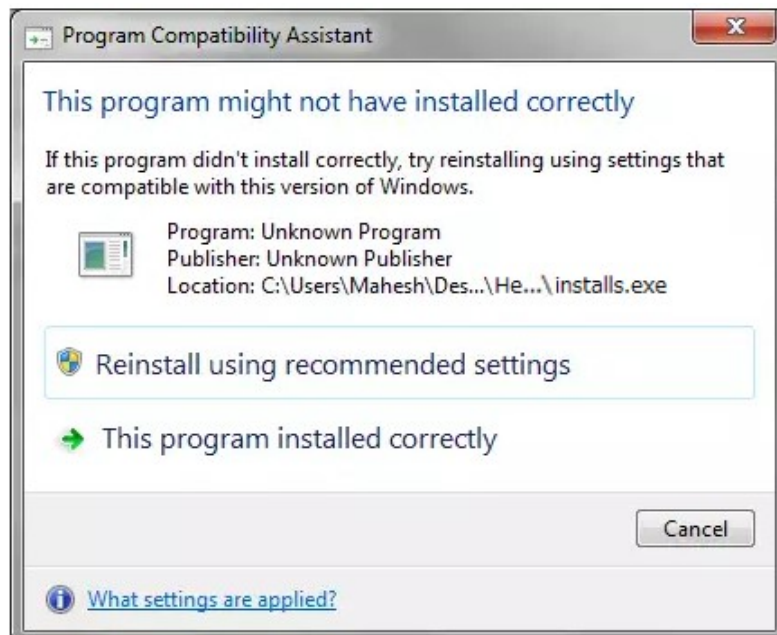 Program Compatibility Assistant
This program might not have installed correctly
If this program didn't install correctly, try reinstalling using settings that
are compatible with this version of Windows.
Program: Unknown Program
Publisher: Unknown Publisher
Location: C:\Users\Mahesh\Des...\He...\installs.exe
Reinstall using recommended settings
This program installed correctly
Cancel
What settings are applied?